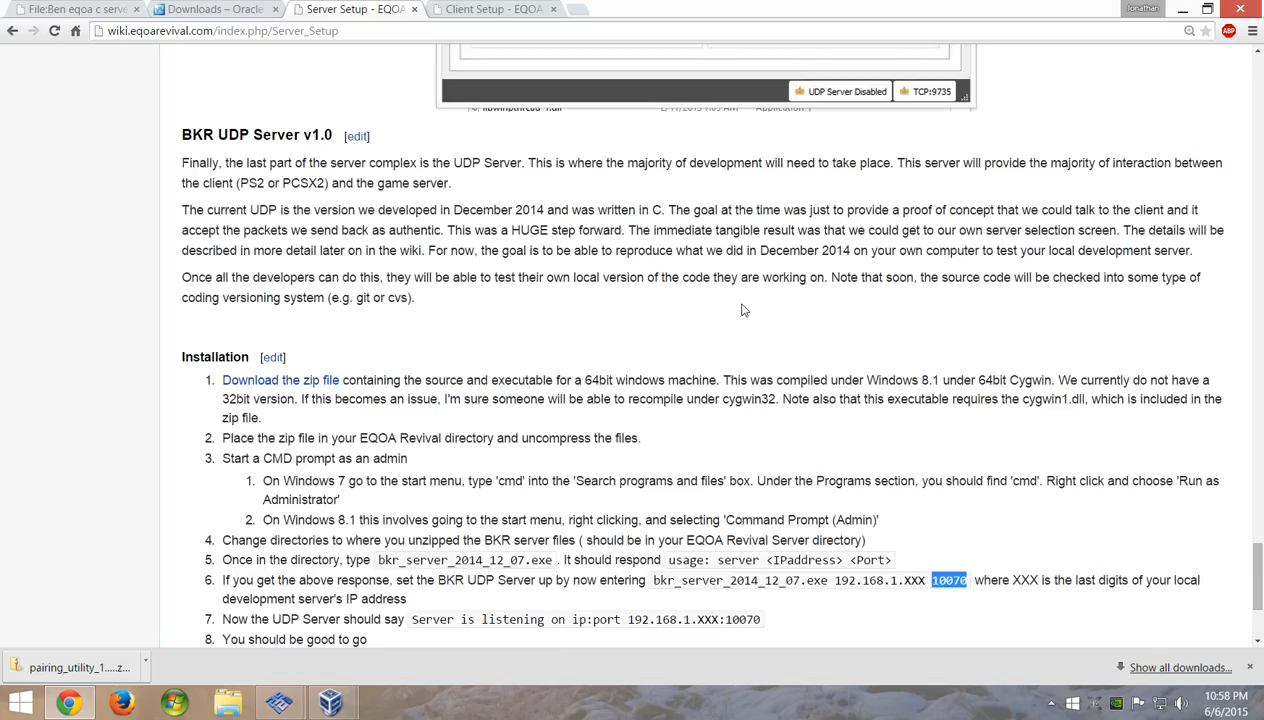 File:Ben eqoa c serve
Downloads – Oracle
Server Setup - EQOA
Client Setup - EQOA
Jonathan
wiki.eqoarevival.com/index.php/Server_Setup
ABP
UDP Server Disabled
TCP:9735
BKR UDP Server v1.0 [edit]
Finally, the last part of the server complex is the UDP Server. This is where the majority of development will need to take place. This server will provide the majority of interaction between
the client (PS2 or PCSX2) and the game server.
The current UDP is the version we developed in December 2014 and was written in C. The goal at the time was just to provide a proof of concept that we could talk to the client and it
accept the packets we send back as authentic. This was a HUGE step forward. The immediate tangible result was that we could get to our own server selection screen. The details will be
described in more detail later on in the wiki. For now, the goal is to be able to reproduce what we did in December 2014 on your own computer to test your local development server.
Once all the developers can do this, they will be able to test their own local version of the code they are working on. Note that soon, the source code will be checked into some type of
coding versioning system (e.g. git or cvs).
Installation [edit]
1. Download the zip file containing the source and executable for a 64bit windows machine. This was compiled under Windows 8.1 under 64bit Cygwin. We currently do not have a
32bit version. If this becomes an issue, I'm sure someone will be able to recompile under cygwin32. Note also that this executable requires the cygwin1.dll, which is included in the
zip file.
2. Place the zip file in your EQOA Revival directory and uncompress the files.
3. Start a CMD prompt as an admin
1. On Windows 7 go to the start menu, type 'cmd' into the 'Search programs and files' box. Under the Programs section, you should find 'cmd'. Right click and choose 'Run as
Administrator'
2. On Windows 8.1 this involves going to the start menu, right clicking, and selecting 'Command Prompt (Admin)'
4. Change directories to where you unzipped the BKR server files ( should be in your EQOA Revival Server directory)
5. Once in the directory, type bkr_server_2014_12_07.exe . It should respond usage: server <IPaddress> <Port>
6. If you get the above response, set the BKR UDP Server up by now entering bkr_server_2014_12_07.exe 192.168.1.XXX 10070 where XXX is the last digits of your local
development server's IP address
7. Now the UDP Server should say Server is listening on ip:port 192.168.1.XXX:10070
8. You should be good to go
pairing_utility_1.....z...
Show all downloads...
10:58 PM
6/6/2015